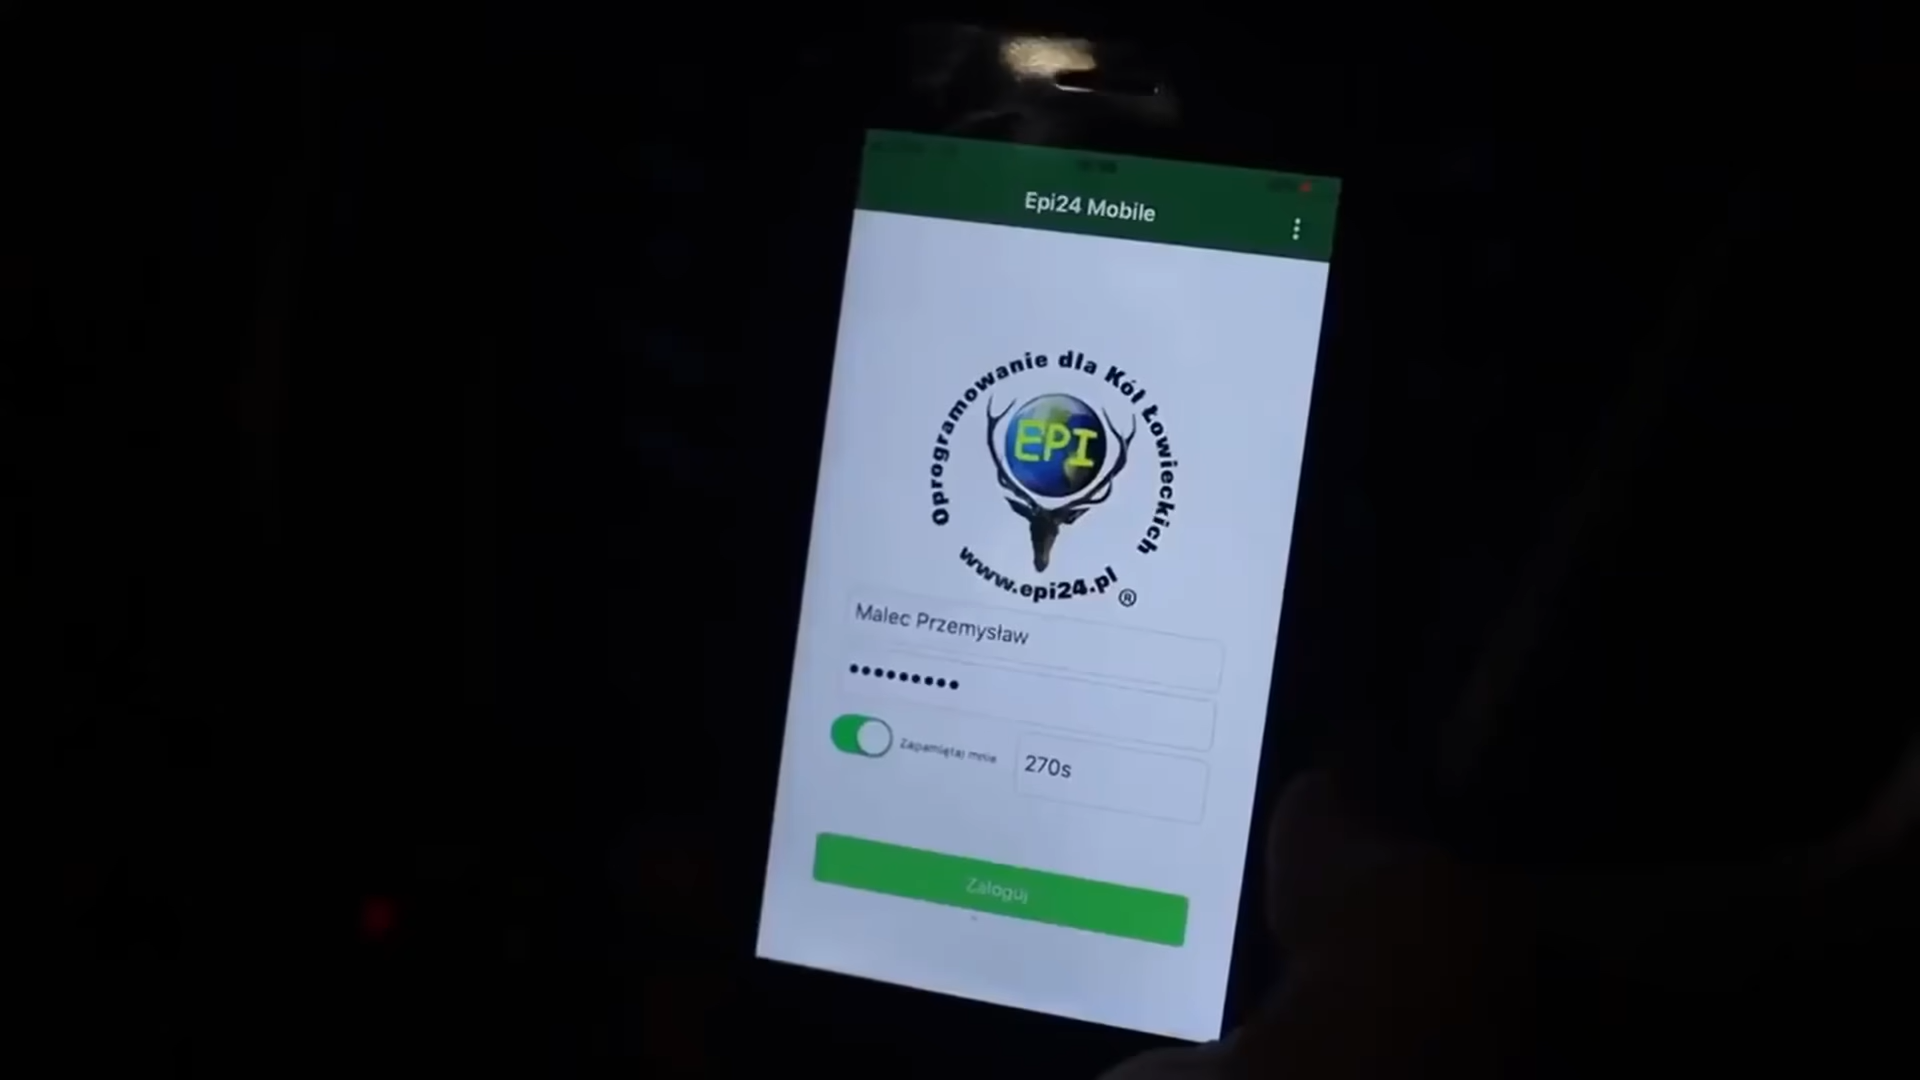 Epi24 Mobile
Oprogramowanie dla Kół Łowieckich
EPI
www.epi24.pl ®
Malec Przemysław
•••••••••
Zapamiętaj mnie
270s
Zaloguj